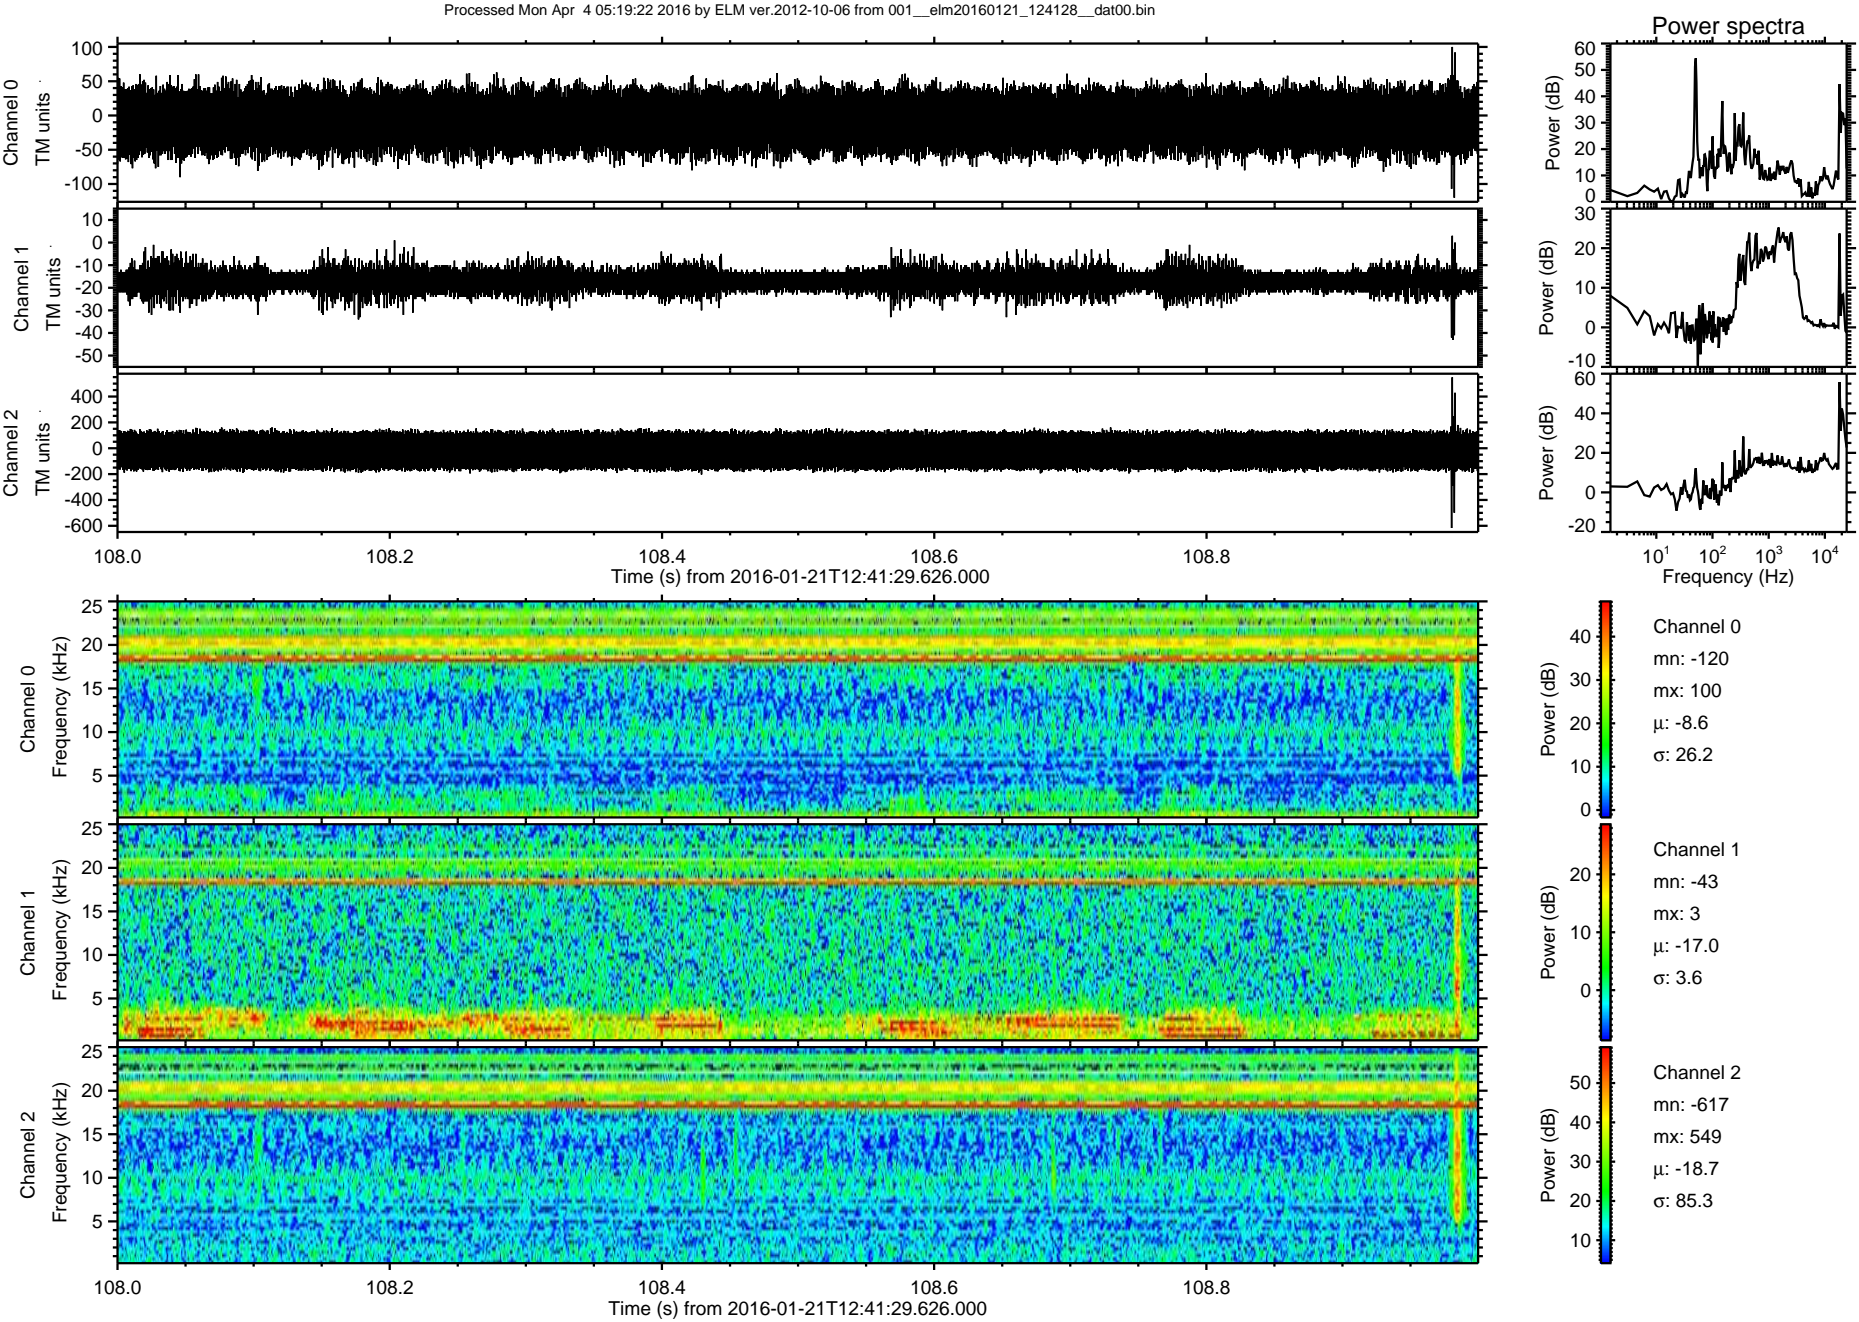 Processed Mon Apr 4 05:19:22 2016 by ELM ver.2012-10-06 from 001__elm20160121_124128__dat00.bin
Power spectra
Channel 0
TM units
100
50
0
-50
-100
Power (dB)
60
50
40
30
20
10
0
Channel 1
TM units
10
0
-10
-20
-30
-40
-50
Power (dB)
30
20
10
0
-10
Channel 2
TM units
400
200
0
-200
-400
-600
Power (dB)
60
40
20
0
-20
108.0 108.2 108.4 108.6 108.8
Time (s) from 2016-01-21T12:41:29.626.000
10¹ 10² 10³ 10⁴
Frequency (Hz)
Channel 0
Frequency (kHz)
25
20
15
10
5
Power (dB)
40
30
20
10
0
Channel 0
mn: -120
mx: 100
μ: -8.6
σ: 26.2
Channel 1
Frequency (kHz)
25
20
15
10
5
Power (dB)
20
10
0
Channel 1
mn: -43
mx: 3
μ: -17.0
σ: 3.6
Channel 2
Frequency (kHz)
25
20
15
10
5
Power (dB)
50
40
30
20
10
Channel 2
mn: -617
mx: 549
μ: -18.7
σ: 85.3
108.0 108.2 108.4 108.6 108.8
Time (s) from 2016-01-21T12:41:29.626.000